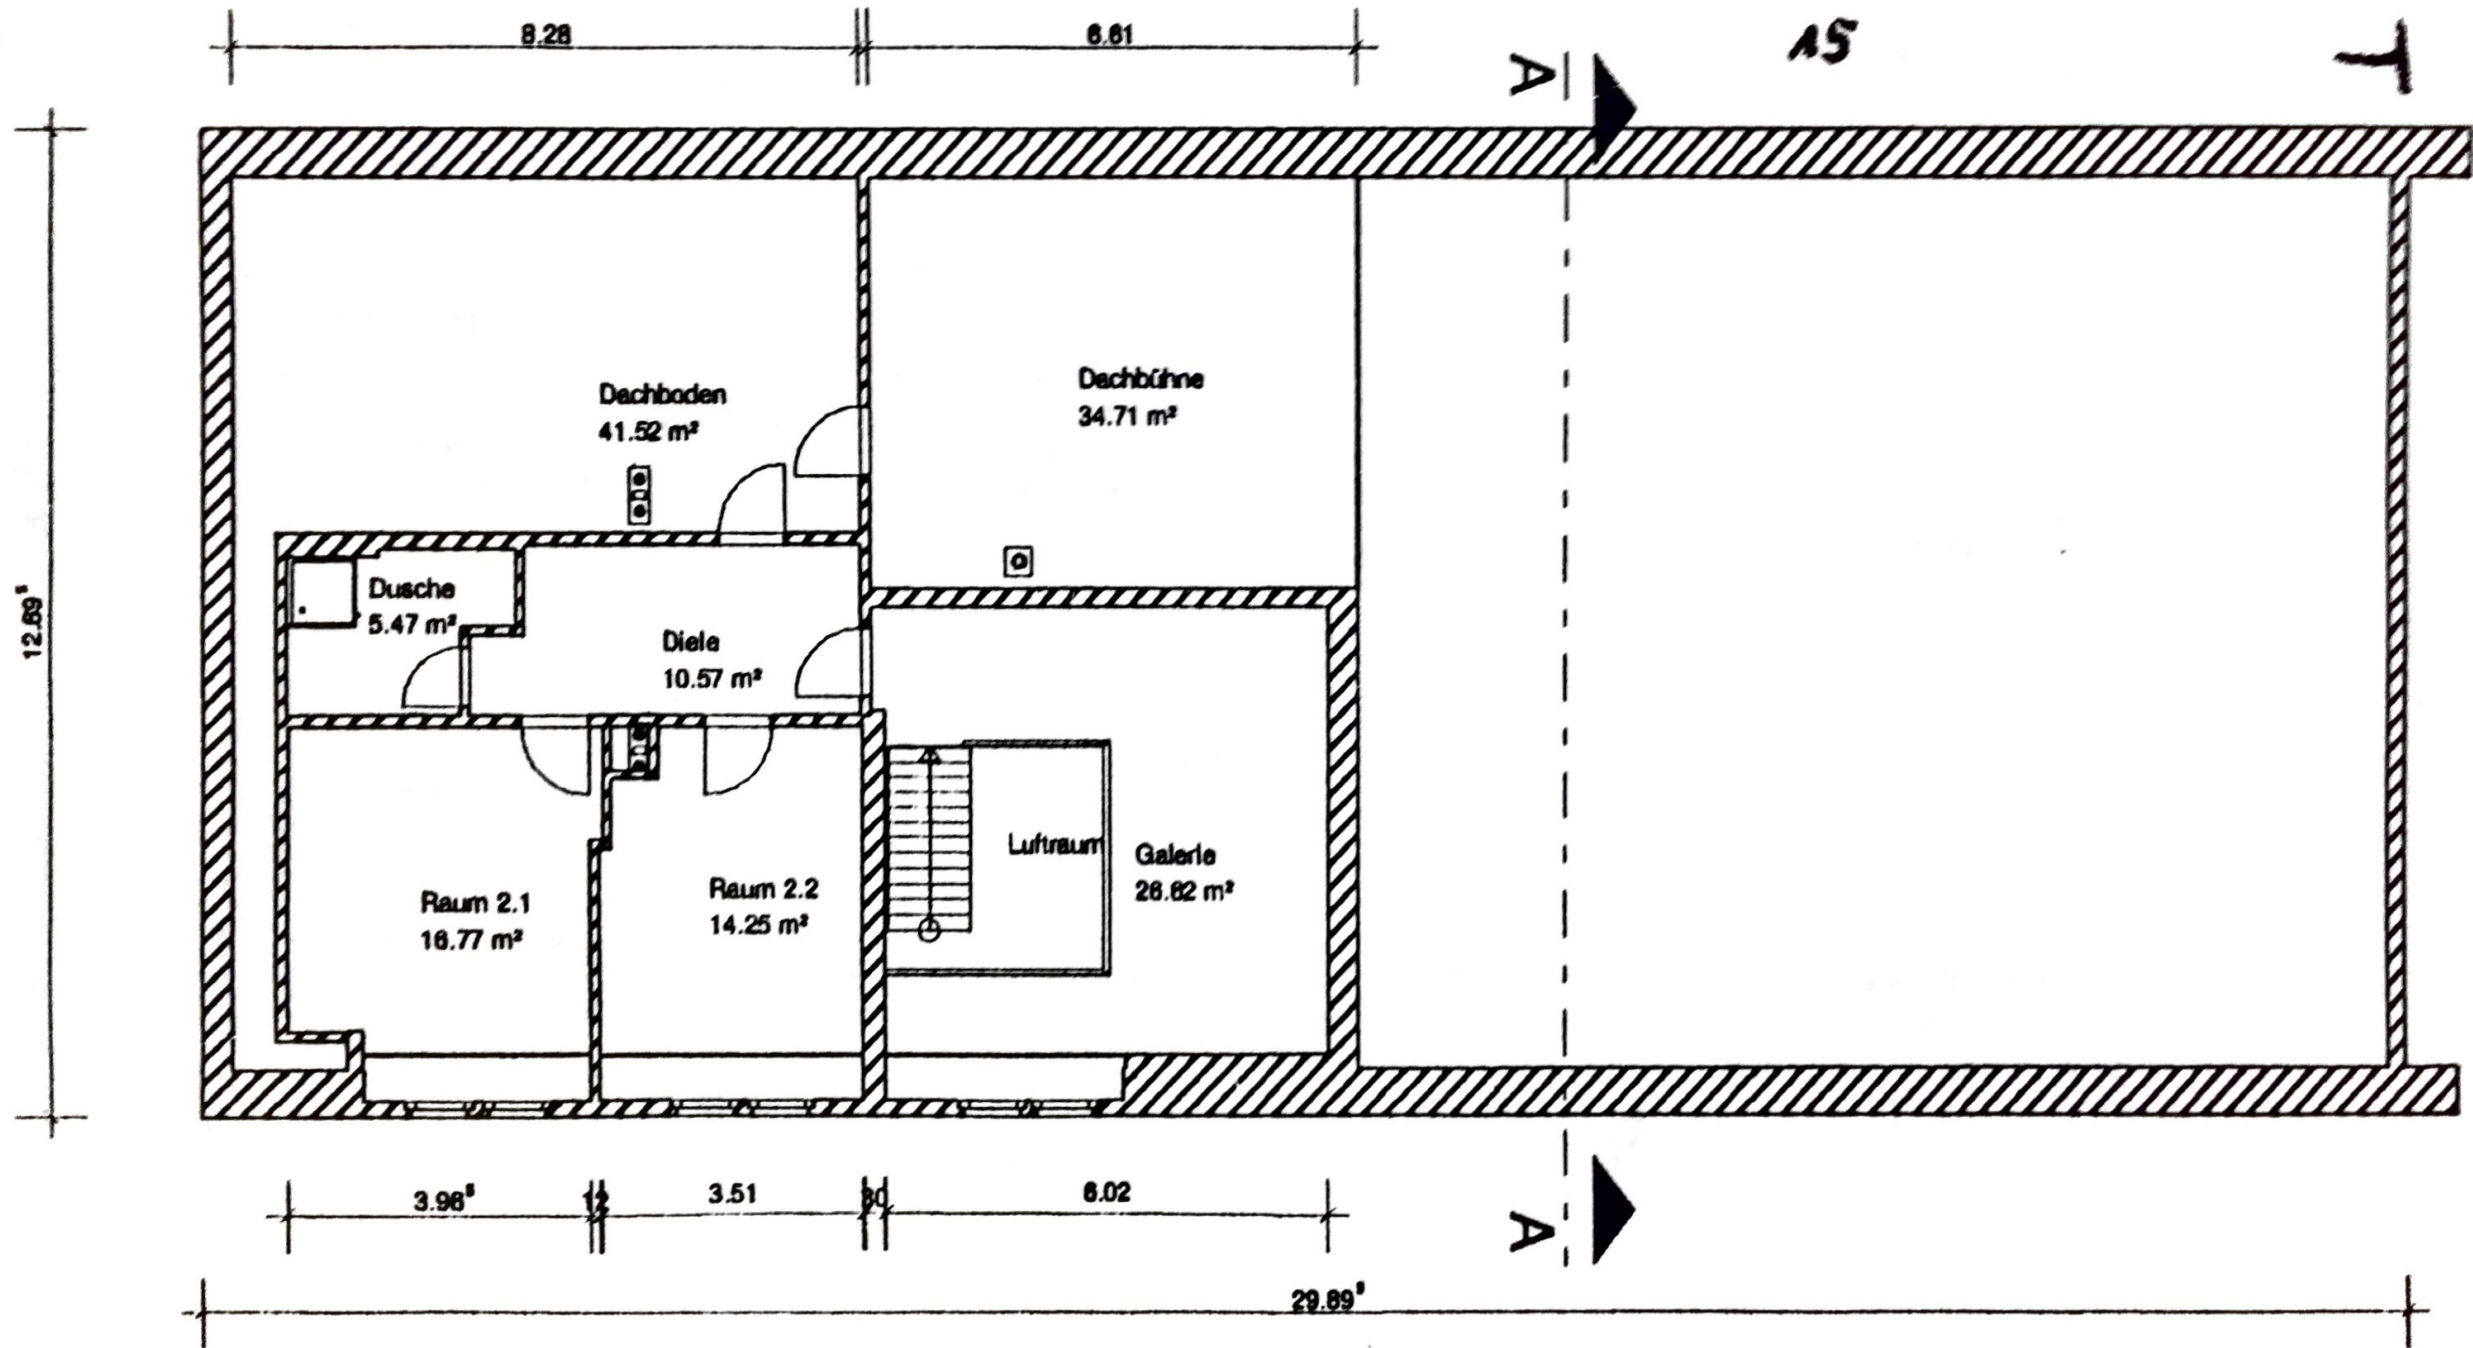 8.28
6.61
15
A
Dachboden
41.52 m²
Dachbühne
34.71 m²
12.69⁵
Dusche
5.47 m²
Diele
10.57 m²
Luftraum
Galerie
26.62 m²
Raum 2.1
16.77 m²
Raum 2.2
14.25 m²
3.96⁵
12
3.51
30
6.02
A
29.89⁵